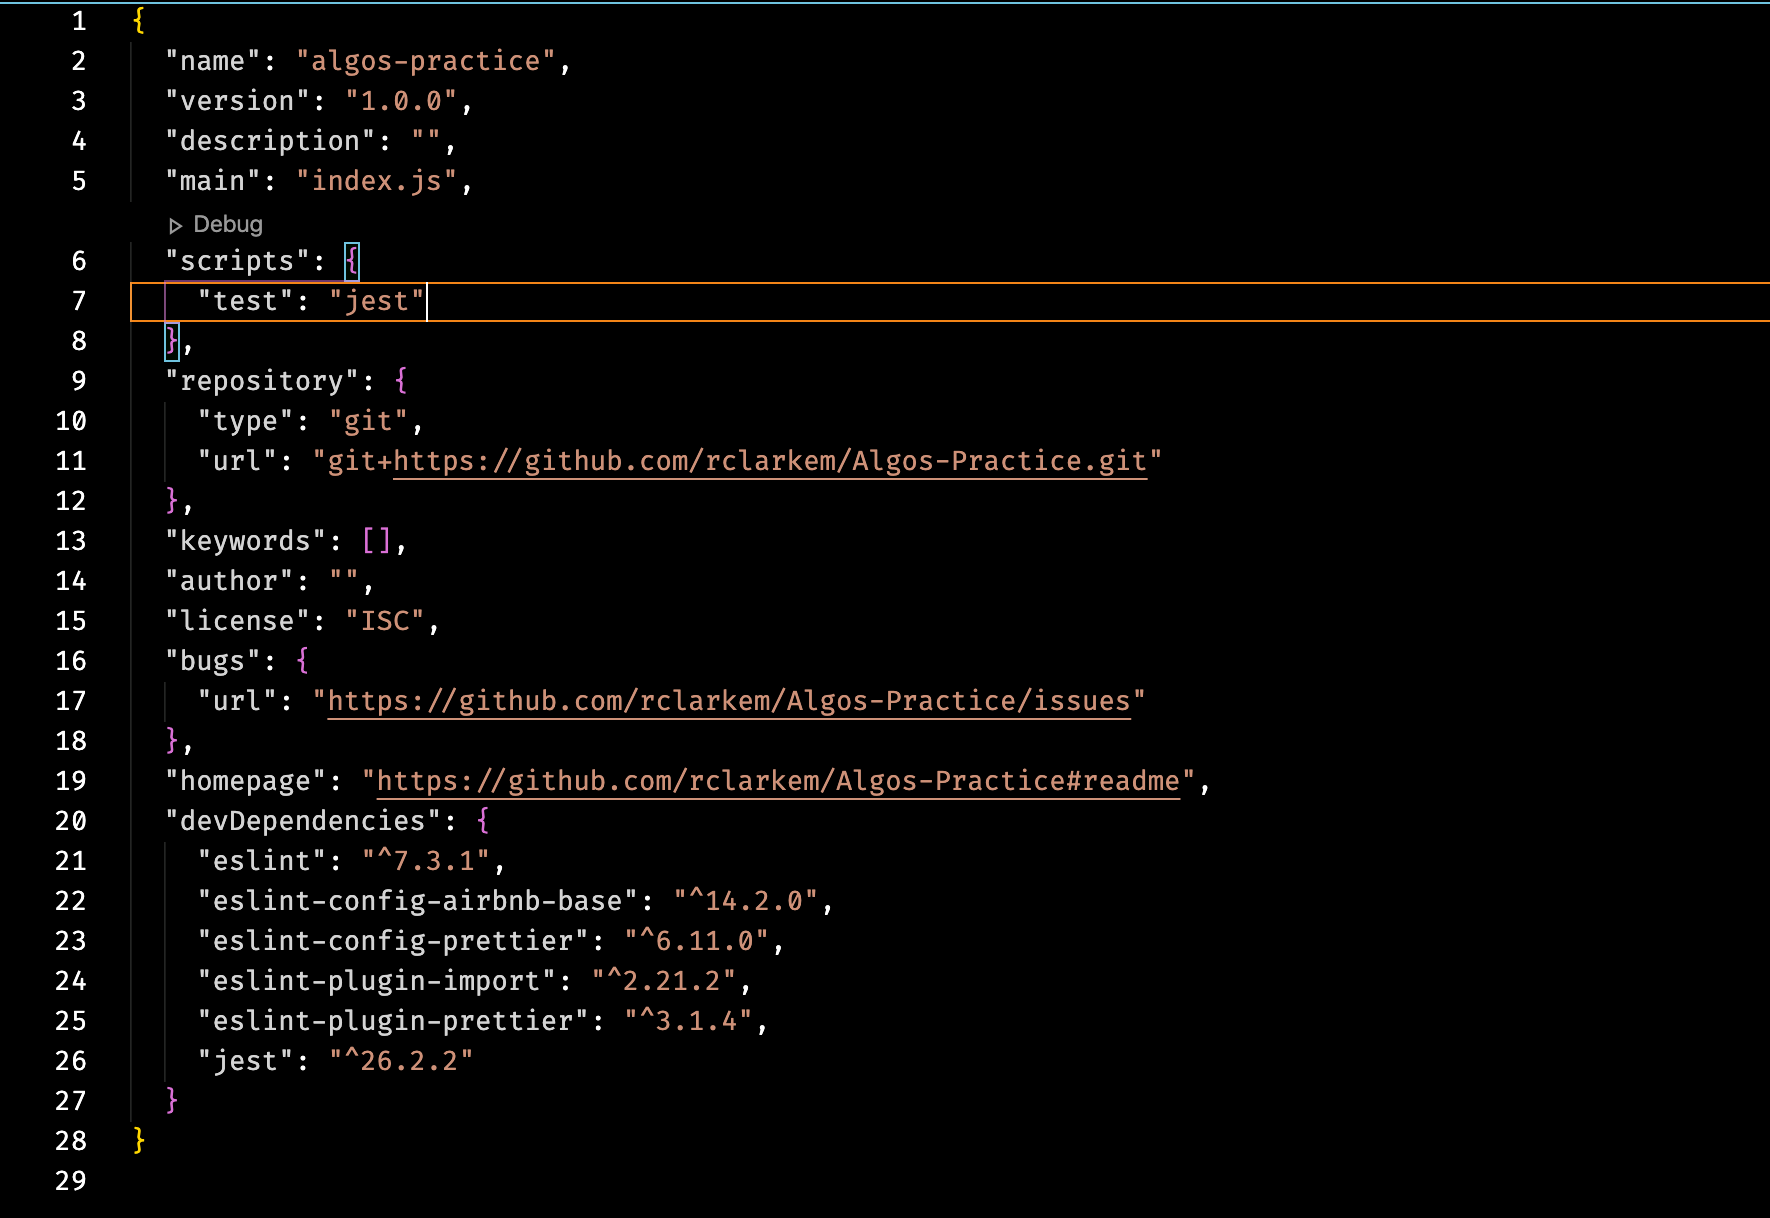 1 {
2 "name": "algos-practice",
3 "version": "1.0.0",
4 "description": "",
5 "main": "index.js",
Debug
6 "scripts": {
7 "test": "jest"
8 },
9 "repository": {
10 "type": "git",
11 "url": "git+https://github.com/rclarkem/Algos-Practice.git"
12 },
13 "keywords": [],
14 "author": "",
15 "license": "ISC",
16 "bugs": {
17 "url": "https://github.com/rclarkem/Algos-Practice/issues"
18 },
19 "homepage": "https://github.com/rclarkem/Algos-Practice#readme",
20 "devDependencies": {
21 "eslint": "^7.3.1",
22 "eslint-config-airbnb-base": "^14.2.0",
23 "eslint-config-prettier": "^6.11.0",
24 "eslint-plugin-import": "^2.21.2",
25 "eslint-plugin-prettier": "^3.1.4",
26 "jest": "^26.2.2"
27 }
28 }
29